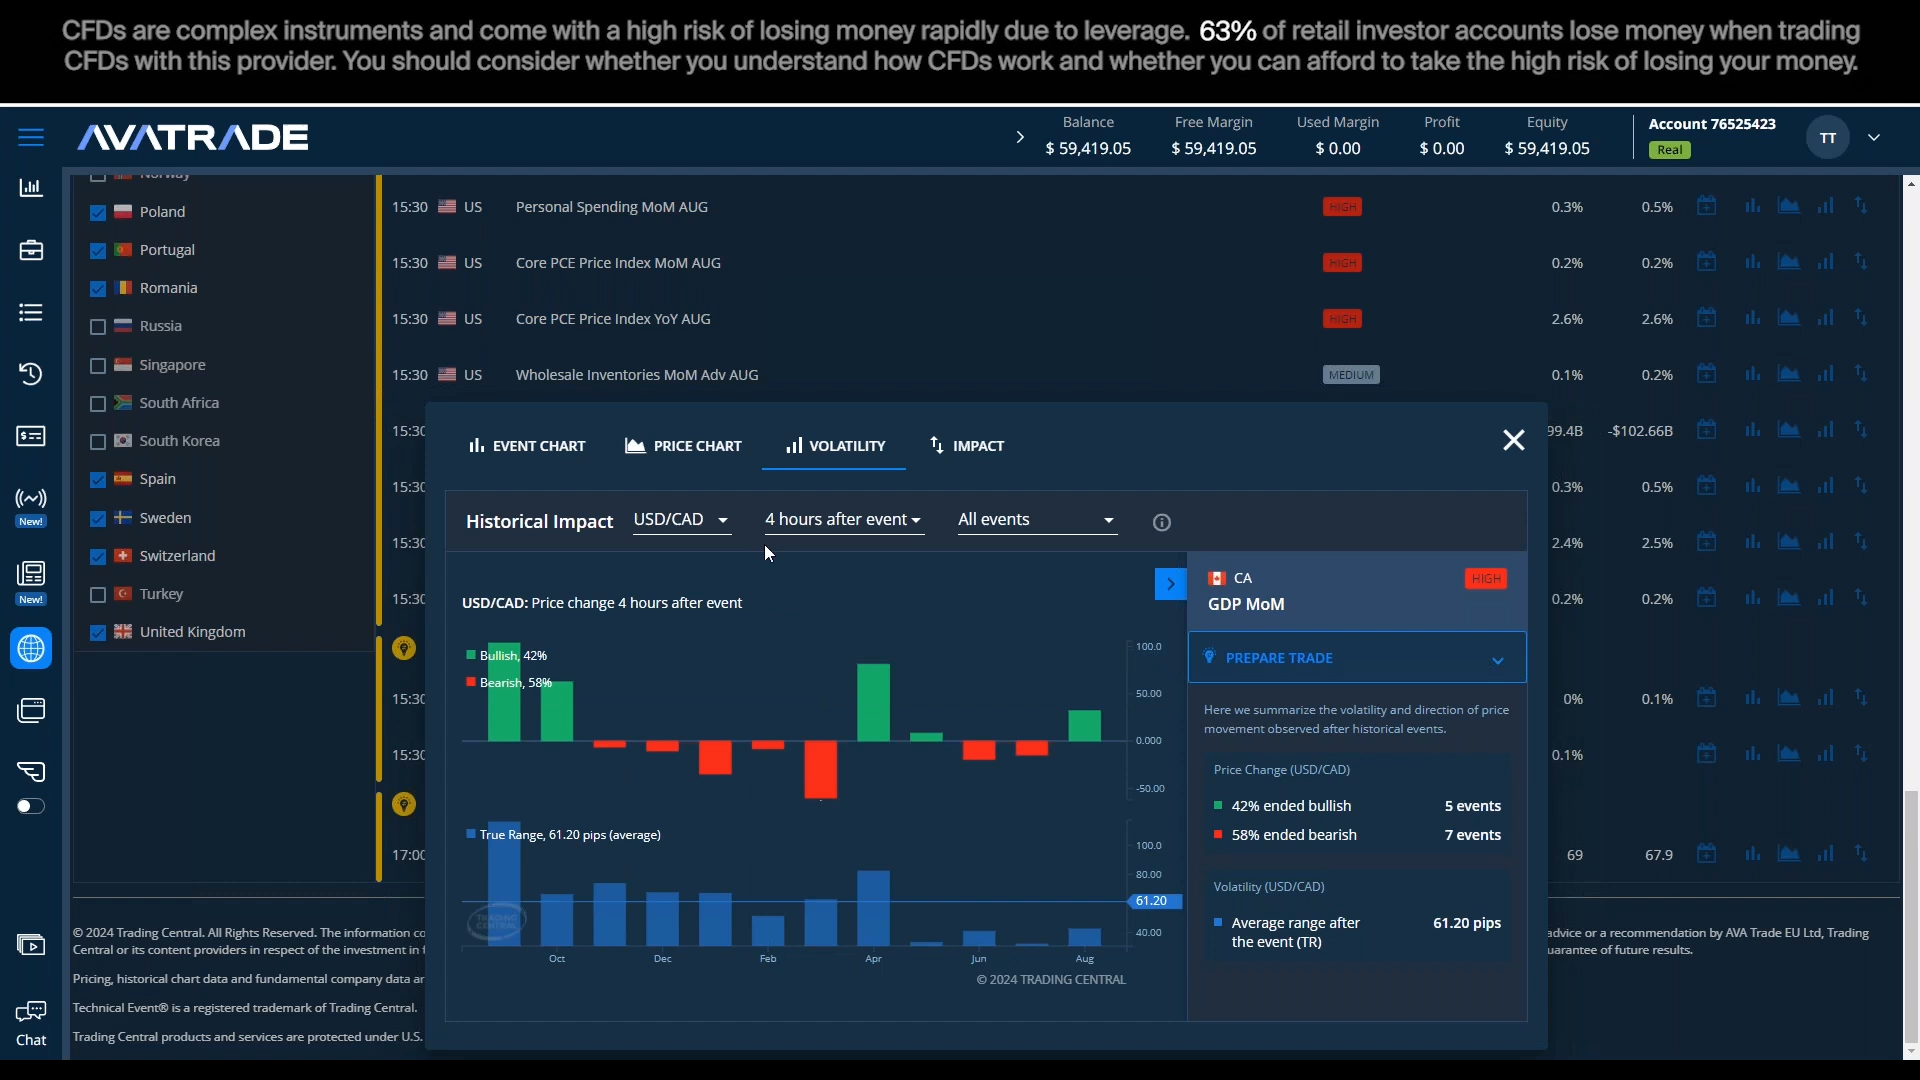 CFDs are complex instruments and come with a high risk of losing money rapidly due to leverage. 63% of retail investor accounts lose money when trading
CFDs with this provider. You should consider whether you understand how CFDs work and whether you can afford to take the high risk of losing your money.
AVATRADE
Balance
$ 59,419.05
Free Margin
$ 59,419.05
Used Margin
$ 0.00
Profit
$ 0.00
Equity
$ 59,419.05
Account 76525423
Real
TT
Norway
Poland
Portugal
Romania
Russia
Singapore
South Africa
South Korea
Spain
Sweden
Switzerland
Turkey
United Kingdom
New!
New!
Chat
15:30 US Personal Spending MoM AUG HIGH 0.3% 0.5%
15:30 US Core PCE Price Index MoM AUG HIGH 0.2% 0.2%
15:30 US Core PCE Price Index YoY AUG HIGH 2.6% 2.6%
15:30 US Wholesale Inventories MoM Adv AUG MEDIUM 0.1% 0.2%
15:30 99.4B -$102.66B
15:30 0.3% 0.5%
15:30 2.4% 2.5%
15:30 0.2% 0.2%
15:30 0% 0.1%
15:30 0.1%
17:00 69 67.9
EVENT CHART
PRICE CHART
VOLATILITY
IMPACT
Historical Impact USD/CAD 4 hours after event All events
USD/CAD: Price change 4 hours after event
Bullish, 42%
Bearish, 58%
100.0
50.00
0.000
-50.00
True Range, 61.20 pips (average)
100.0
80.00
61.20
40.00
TRADING
CENTRAL
Oct Dec Feb Apr Jun Aug
© 2024 TRADING CENTRAL
CA
HIGH
GDP MoM
PREPARE TRADE
Here we summarize the volatility and direction of price
movement observed after historical events.
Price Change (USD/CAD)
42% ended bullish 5 events
58% ended bearish 7 events
Volatility (USD/CAD)
Average range after 61.20 pips
the event (TR)
© 2024 Trading Central. All Rights Reserved. The information co
Central or its content providers in respect of the investment in f
Pricing, historical chart data and fundamental company data ar
Technical Event® is a registered trademark of Trading Central.
Trading Central products and services are protected under U.S.
advice or a recommendation by AVA Trade EU Ltd, Trading
uarantee of future results.